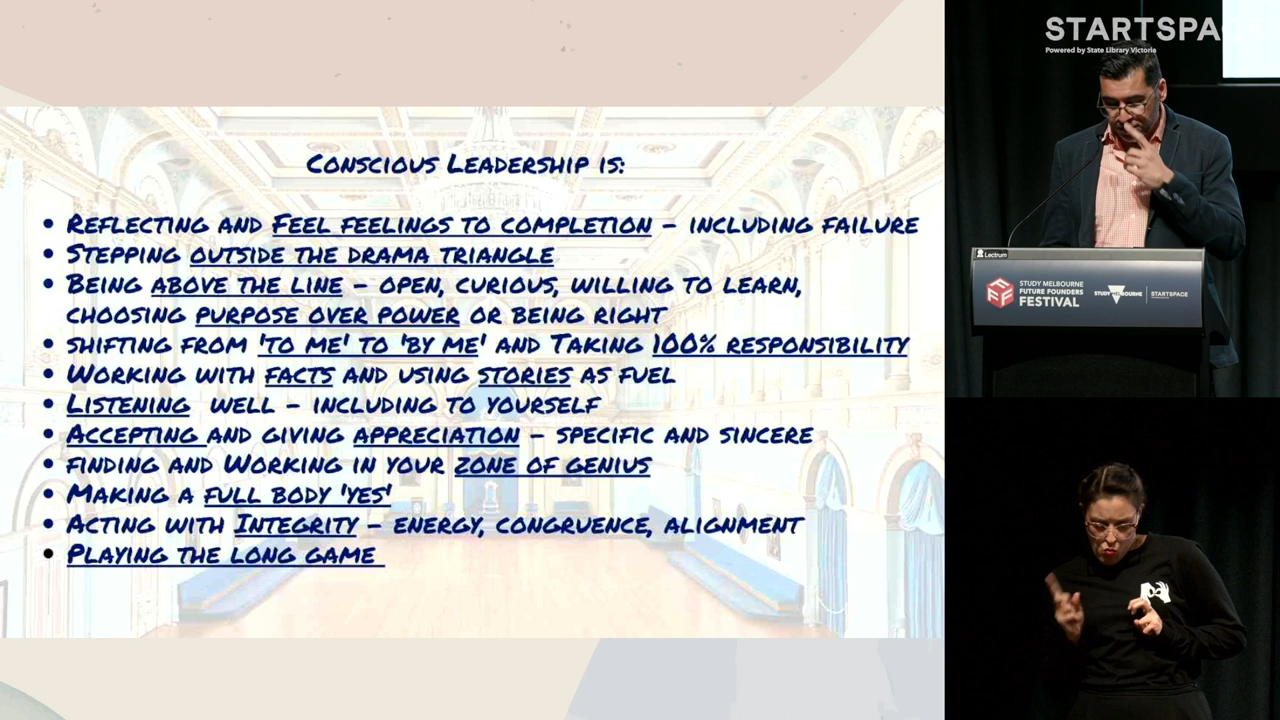 Conscious Leadership is:
• Reflecting and Feel feelings to completion – including failure
• Stepping outside the drama triangle
• Being above the line – open, curious, willing to learn,
choosing purpose over power or being right
• shifting from 'to me' to 'by me' and Taking 100% responsibility
• Working with facts and using stories as fuel
• Listening well – including to yourself
• Accepting and giving appreciation – specific and sincere
• finding and Working in your zone of genius
• Making a full body 'yes'
• Acting with Integrity – energy, congruence, alignment
• Playing the long game
STARTSPACE
Powered by State Library Victoria
Lectrum
FFF
STUDY MELBOURNE
FUTURE FOUNDERS
FESTIVAL
STUDY MELBOURNE
STARTSPACE